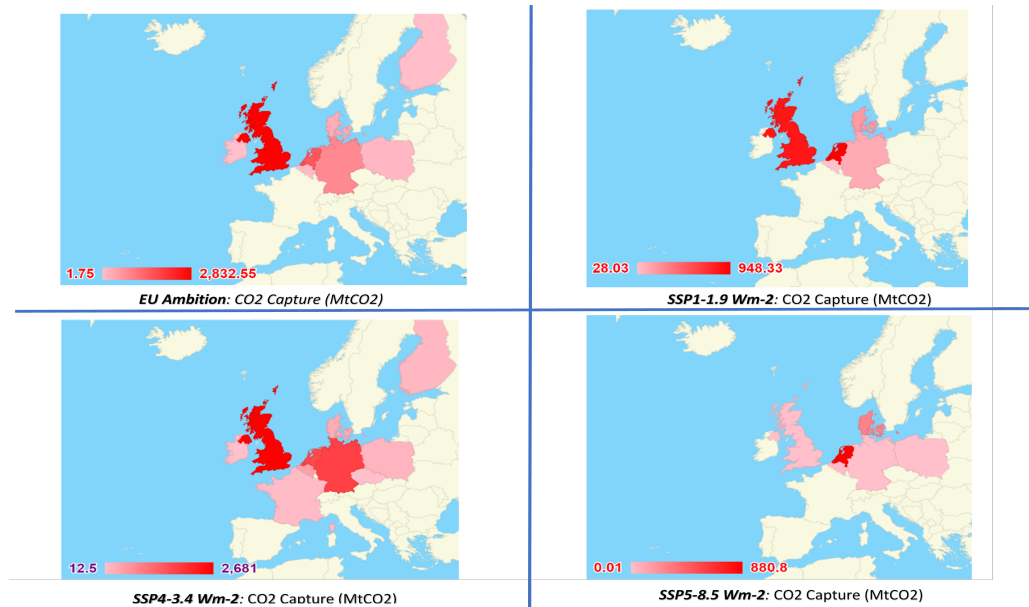 1.75 2,832.55
EU Ambition: CO2 Capture (MtCO2)
28.03 948.33
SSP1-1.9 Wm-2: CO2 Capture (MtCO2)
12.5 2,681
SSP4-3.4 Wm-2: CO2 Capture (MtCO2)
0.01 880.8
SSP5-8.5 Wm-2: CO2 Capture (MtCO2)